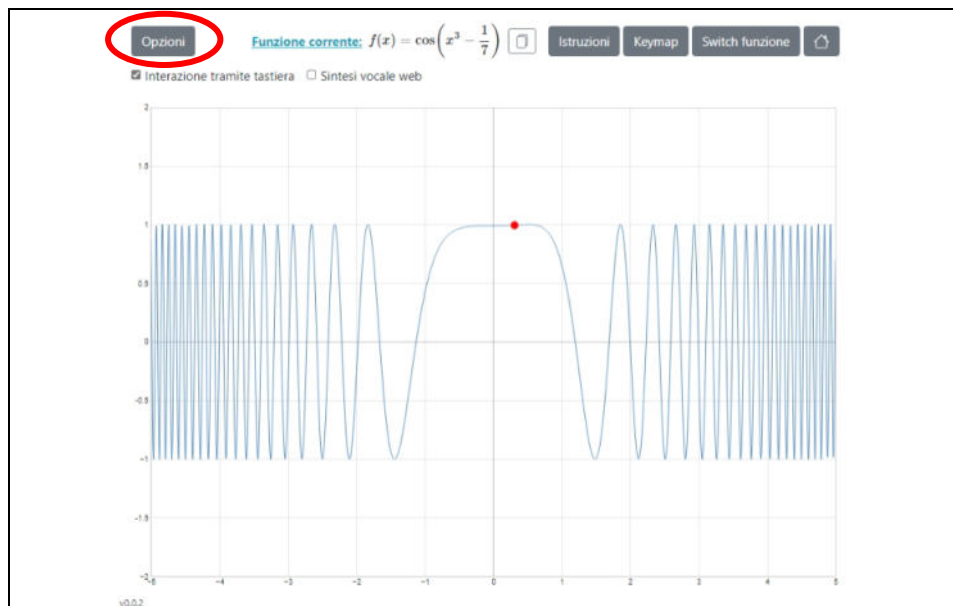 Opzioni Funzione corrente: f(x) = cos(x³ − 1/7) Istruzioni Keymap Switch funzione
Interazione tramite tastiera Sintesi vocale web
2
1.5
1
0.5
0
-0.5
-1
-1.5
-2
-5 -4 -3 -2 -1 0 1 2 3 4 5
v0.0.2